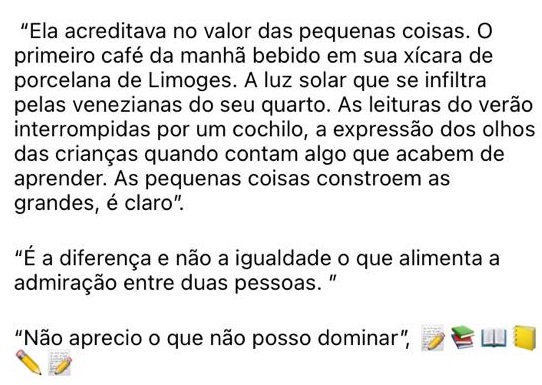 “Ela acreditava no valor das pequenas coisas. O
primeiro café da manhã bebido em sua xícara de
porcelana de Limoges. A luz solar que se infiltra
pelas venezianas do seu quarto. As leituras do verão
interrompidas por um cochilo, a expressão dos olhos
das crianças quando contam algo que acabem de
aprender. As pequenas coisas constroem as
grandes, é claro”.
“É a diferença e não a igualdade o que alimenta a
admiração entre duas pessoas. ”
“Não aprecio o que não posso dominar”, 📝📚📖📒
✏️📝